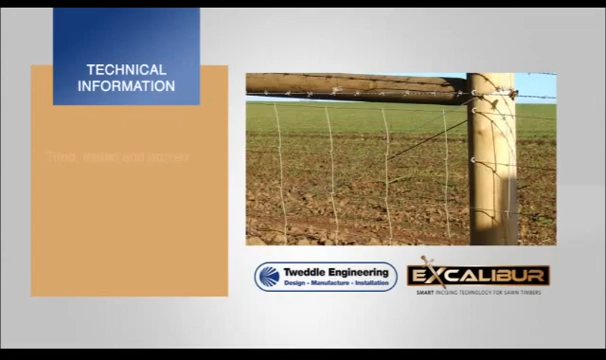 TECHNICAL
INFORMATION
Tried, tested and proven
Tweddle Engineering
Design - Manufacture - Installation
EXCALIBUR
SMART INCISING TECHNOLOGY FOR SAWN TIMBERS